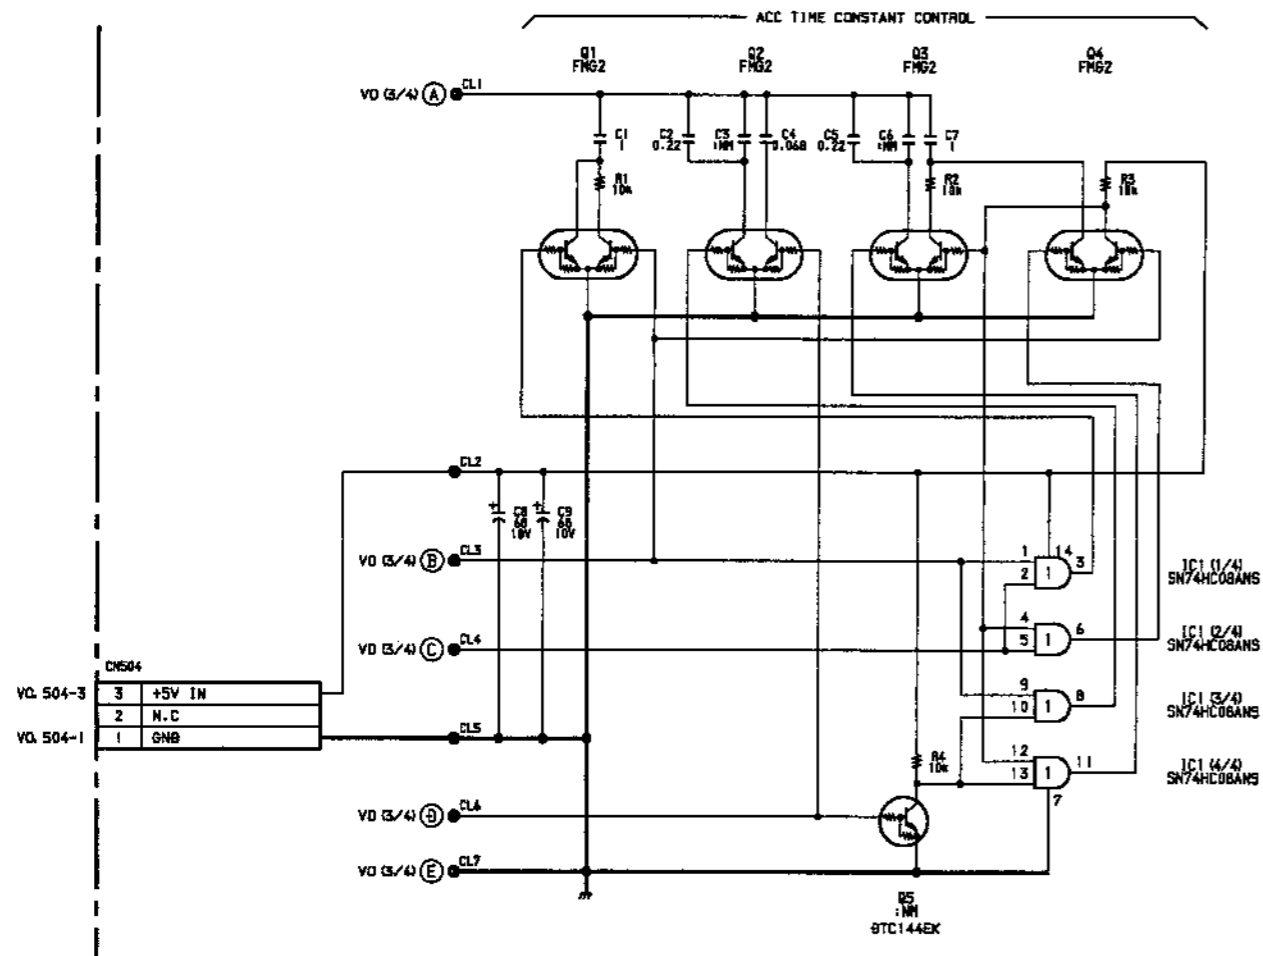 ACC TIME CONSTANT CONTROL
Q1 Q2 Q3 Q4
FMG2 FMG2 FMG2 FMG2
VO (3/4) A CL1
C1 C2 C3 C4 C5 C6 C7
1 0.22 :NM 0.068 0.22 :NM 1
R1 R2 R3
10k 18k 18k
CL2
+ C8 + C9
68 68
10V 10V
VO (3/4) B CL3
1 14
2 1 3
IC1 (1/4)
SN74HC08ANS
VO (3/4) C CL4
4
5 1 6
IC1 (2/4)
SN74HC08ANS
CN504
VO. 504-3 3 +5V IN
2 N.C
VO. 504-1 1 GND
CL5
9
10 1 8
IC1 (3/4)
SN74HC08ANS
R4
10k
12
13 1 11
7
IC1 (4/4)
SN74HC08ANS
VO (3/4) D CL6
VO (3/4) E CL7
Q5
:NM
DTC144EK